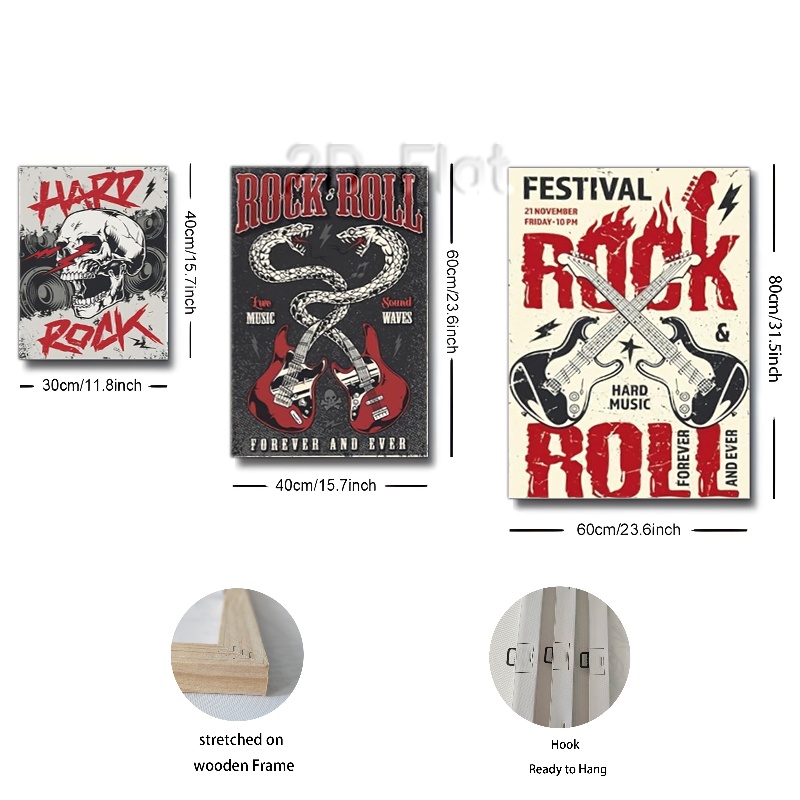 2D Flat
HARD
ROCK
40cm/15.7inch
30cm/11.8inch
ROCK & ROLL
Live
MUSIC
Sound
WAVES
FOREVER AND EVER
60cm/23.6inch
40cm/15.7inch
FESTIVAL
21 NOVEMBER
FRIDAY-10 PM
ROCK
&
HARD
MUSIC
ROLL
FOREVER
AND EVER
80cm/31.5inch
60cm/23.6inch
stretched on
wooden Frame
Hook
Ready to Hang